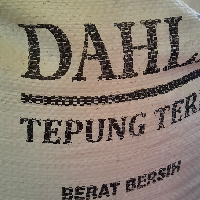 DAHL
TEPUNG TER
BERAT BERSIH